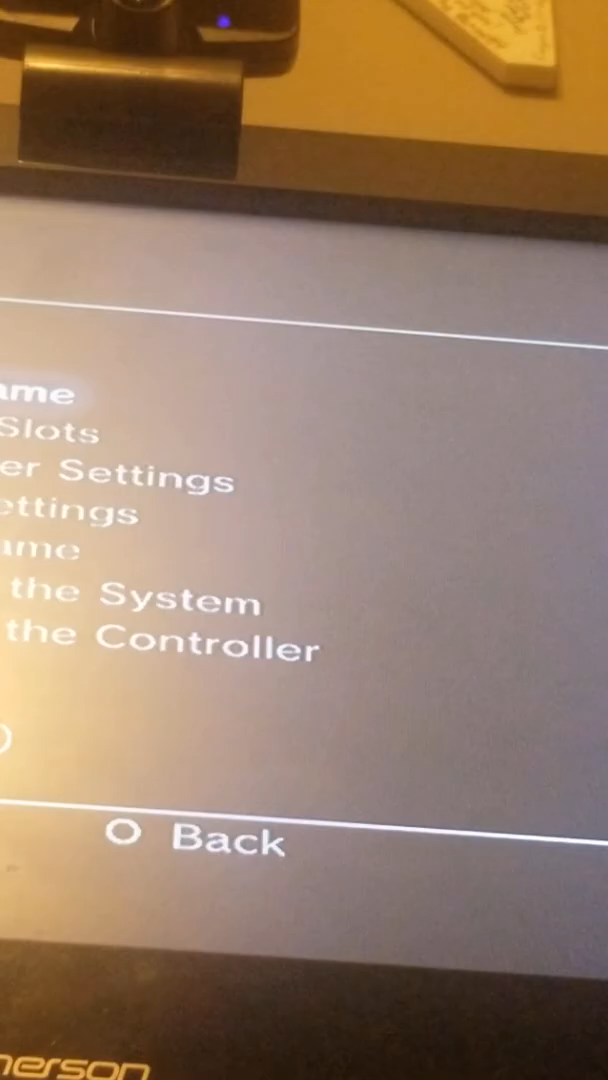 ame
Slots
er Settings
ettings
ame
the System
the Controller
)
O Back
nerson